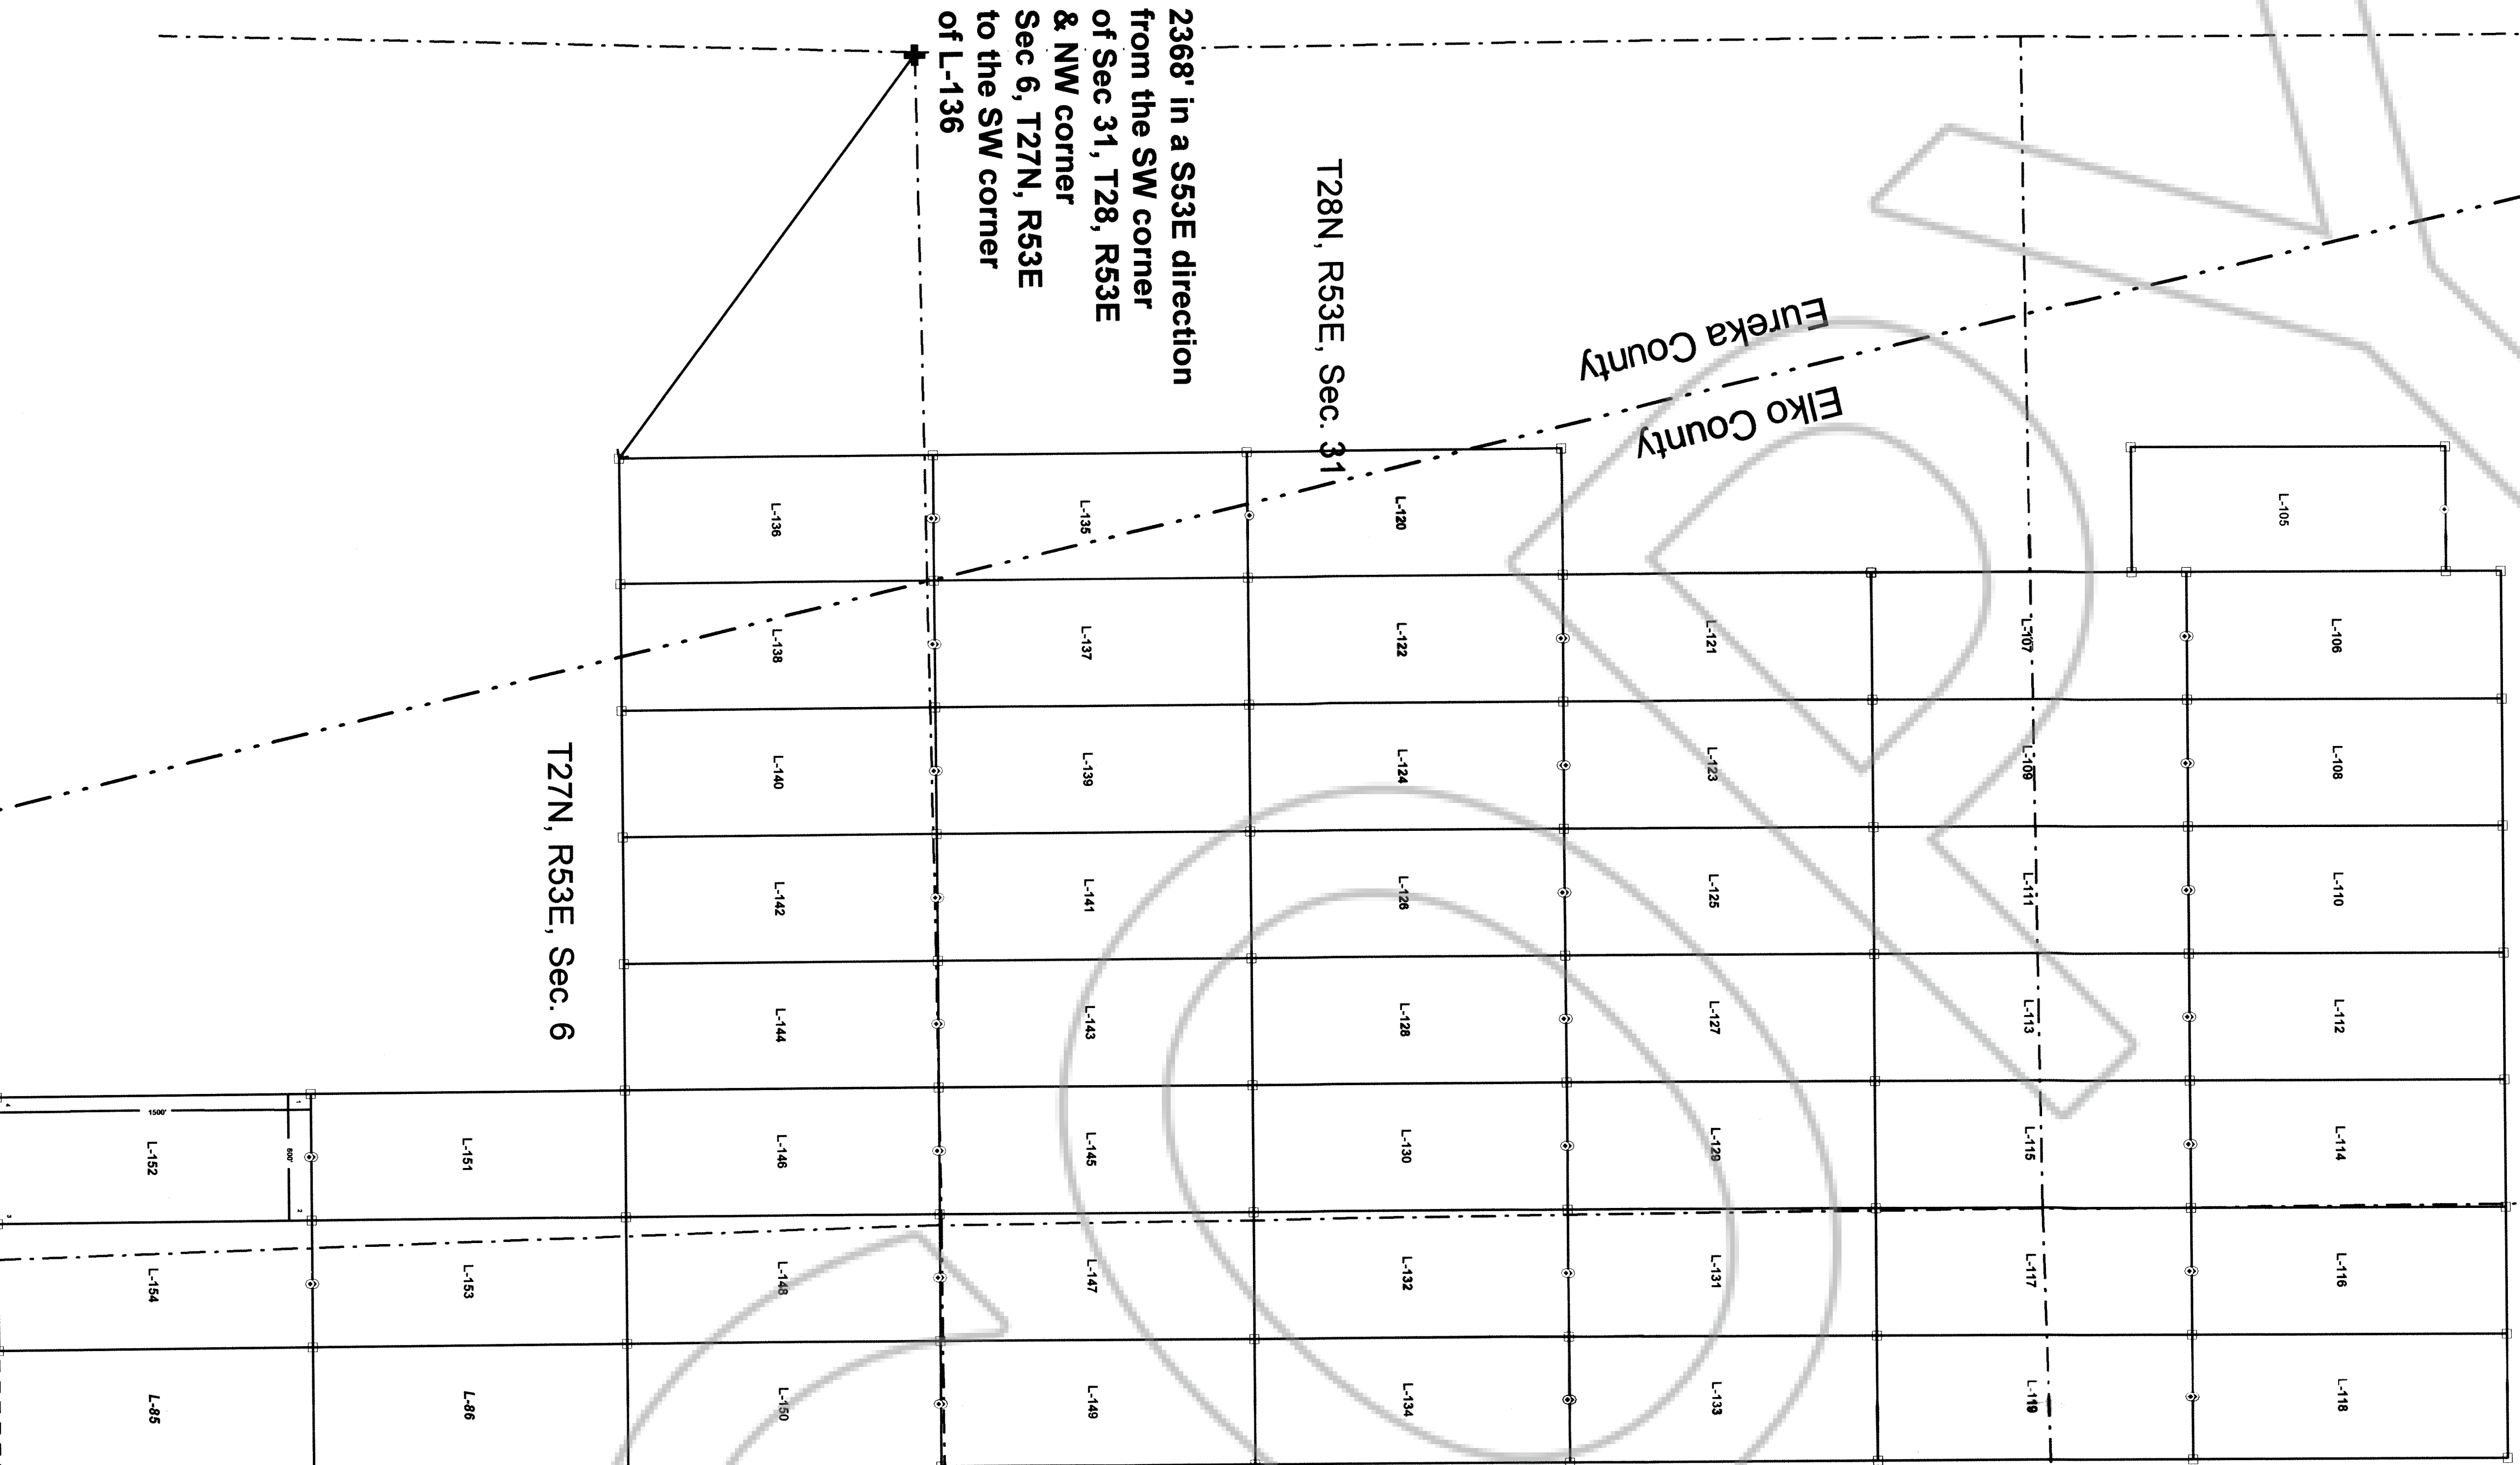 2368' in a S53E direction
from the SW corner
of Sec 31, T28, R53E
& NW corner
Sec 6, T27N, R53E
to the SW corner
of L-136
T28N, R53E, Sec. 31
Eureka County
Elko County
T27N, R53E, Sec. 6
L-105
L-106
L-108
L-110
L-112
L-114
L-116
L-118
L-107
L-109
L-111
L-113
L-115
L-117
L-119
L-121
L-123
L-125
L-127
L-129
L-131
L-133
L-120
L-122
L-124
L-126
L-128
L-130
L-132
L-134
L-135
L-137
L-139
L-141
L-143
L-145
L-147
L-149
L-136
L-138
L-140
L-142
L-144
L-146
L-148
L-150
L-151
L-153
L-86
1500'
600'
1
2
3
4
L-152
L-154
L-85